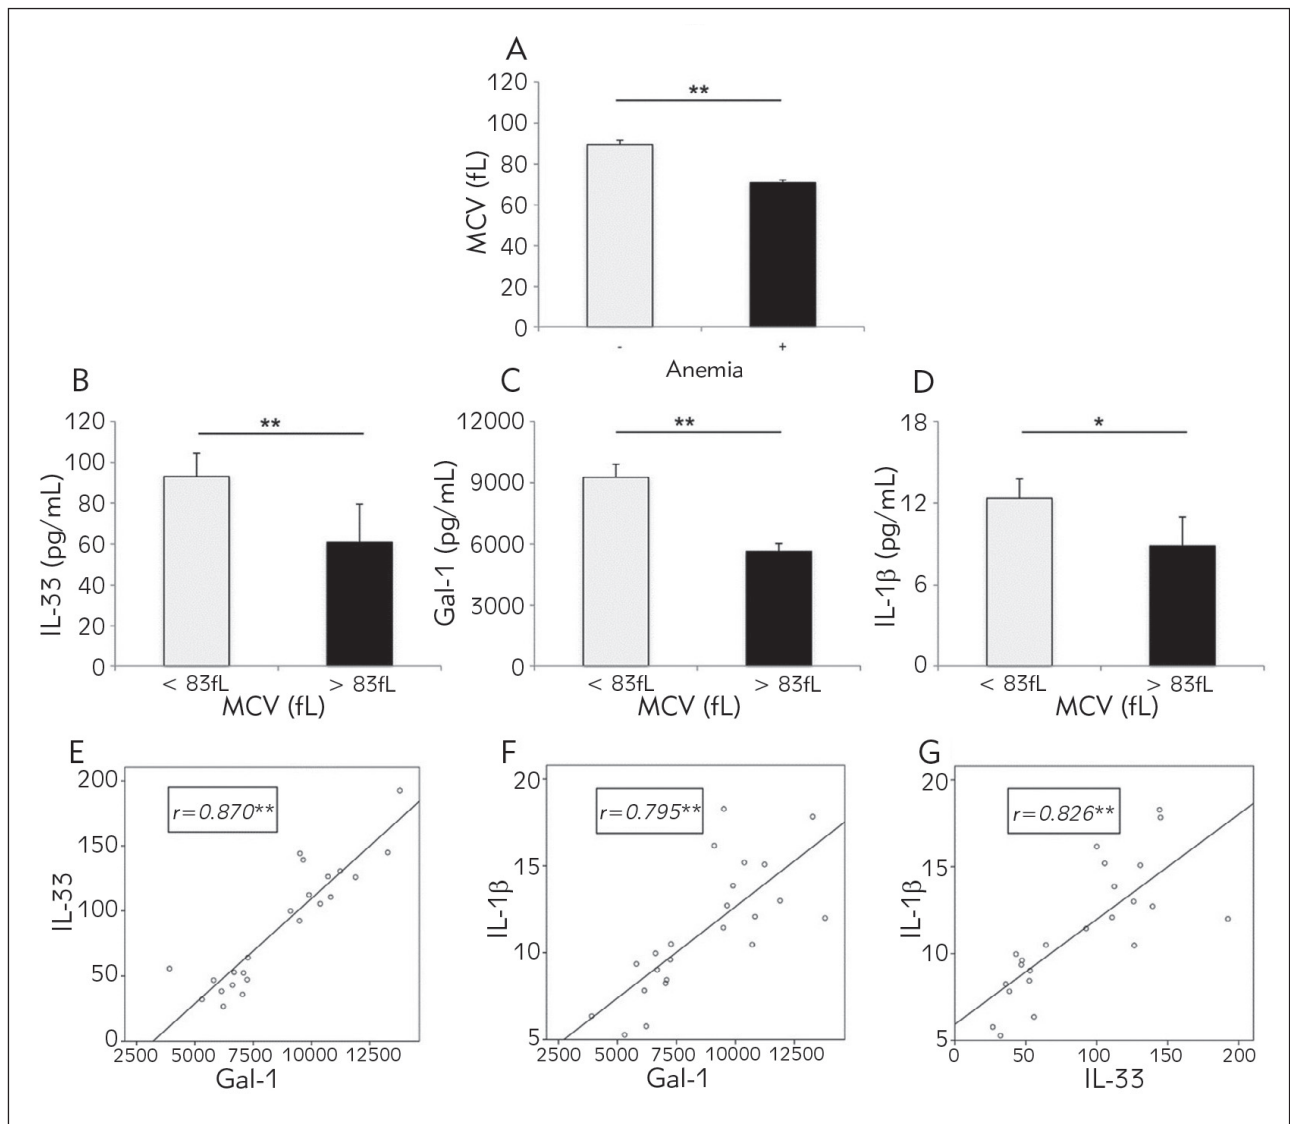 A
120
100
80
60
40
20
0
MCV (fL)
**
- +
Anemia
B
120
100
80
60
40
20
0
IL-33 (pg/mL)
**
< 83fL > 83fL
MCV (fL)
C
12000
9000
6000
3000
0
Gal-1 (pg/mL)
**
< 83fL > 83fL
MCV (fL)
D
18
12
6
0
IL-1β (pg/mL)
*
< 83fL > 83fL
MCV (fL)
E
200
150
100
50
0
IL-33
r=0.870**
2500 5000 7500 10000 12500
Gal-1
F
20
15
10
5
IL-1β
r=0.795**
2500 5000 7500 10000 12500
Gal-1
G
20
15
10
5
IL-1β
r=0.826**
0 50 100 150 200
IL-33